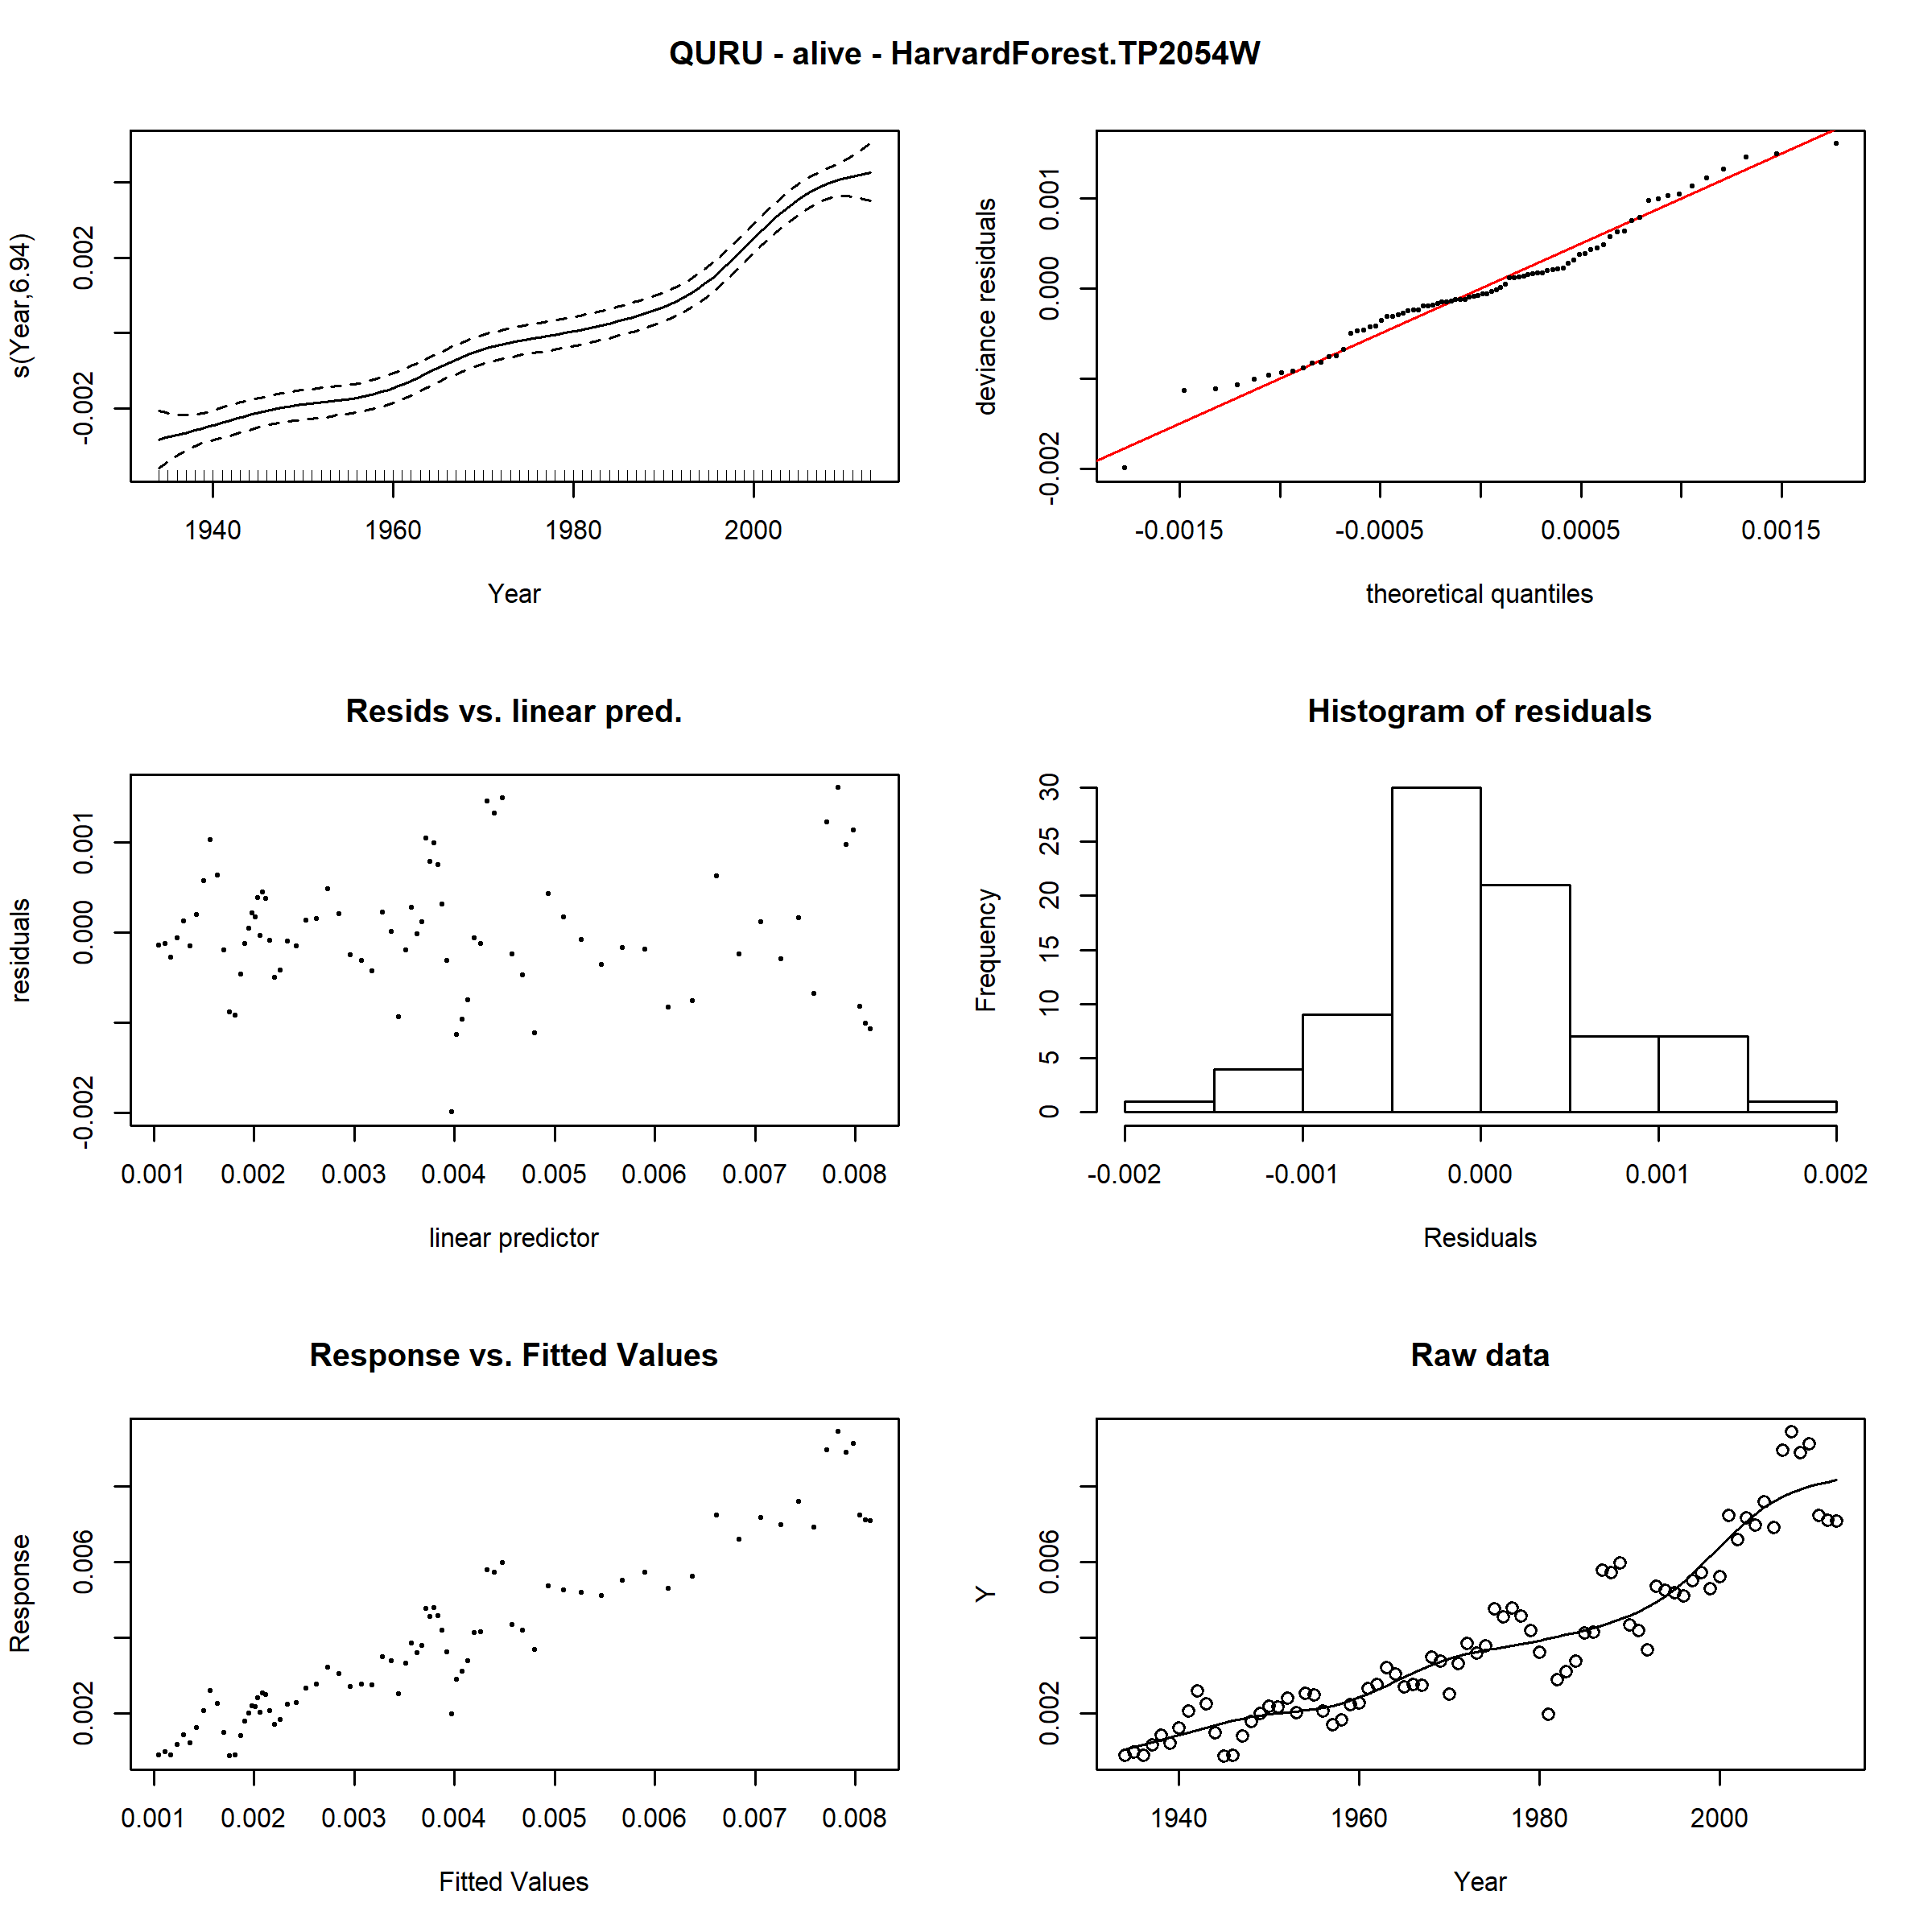 QURU - alive - HarvardForest.TP2054W
s(Year,6.94)
-0.002 0.002
1940 1960 1980 2000
Year
deviance residuals
-0.002 0.000 0.001
-0.0015 -0.0005 0.0005 0.0015
theoretical quantiles
Resids vs. linear pred.
residuals
-0.002 0.000 0.001
0.001 0.002 0.003 0.004 0.005 0.006 0.007 0.008
linear predictor
Histogram of residuals
Frequency
0 5 10 15 20 25 30
-0.002 -0.001 0.000 0.001 0.002
Residuals
Response vs. Fitted Values
Response
0.002 0.006
0.001 0.002 0.003 0.004 0.005 0.006 0.007 0.008
Fitted Values
Raw data
Y
0.002 0.006
1940 1960 1980 2000
Year